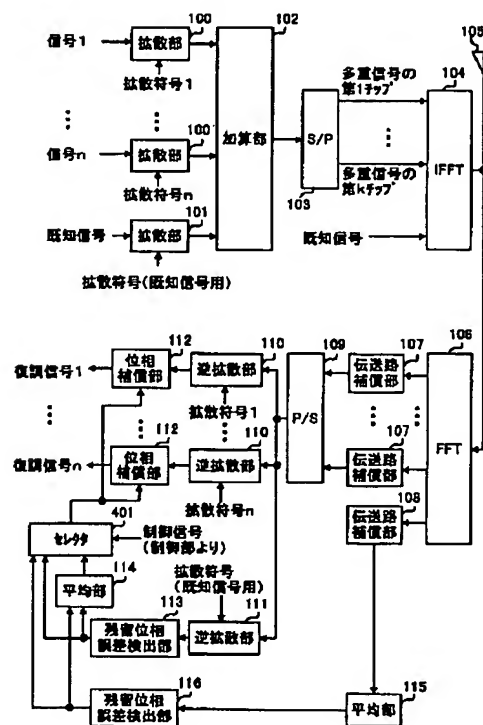 100
102
105
信号1
拡散部
拡散符号1
多重信号の
第1チップ
104
信号n
100
拡散部
加算部
S/P
IFFT
拡散符号n
103
多重信号の
第kチップ
101
既知信号
拡散部
既知信号
拡散符号(既知信号用)
112
110
109
107
106
復調信号1
位相
補償部
逆拡散部
伝送路
補償部
拡散符号1
P/S
FFT
112
110
107
復調信号n
位相
補償部
逆拡散部
伝送路
補償部
拡散符号n
108
401
伝送路
補償部
セレクタ
制御信号
(制御部より)
114
平均部
拡散符号
(既知信号用)
113
111
残留位相
誤差検出部
逆拡散部
116
115
残留位相
誤差検出部
平均部